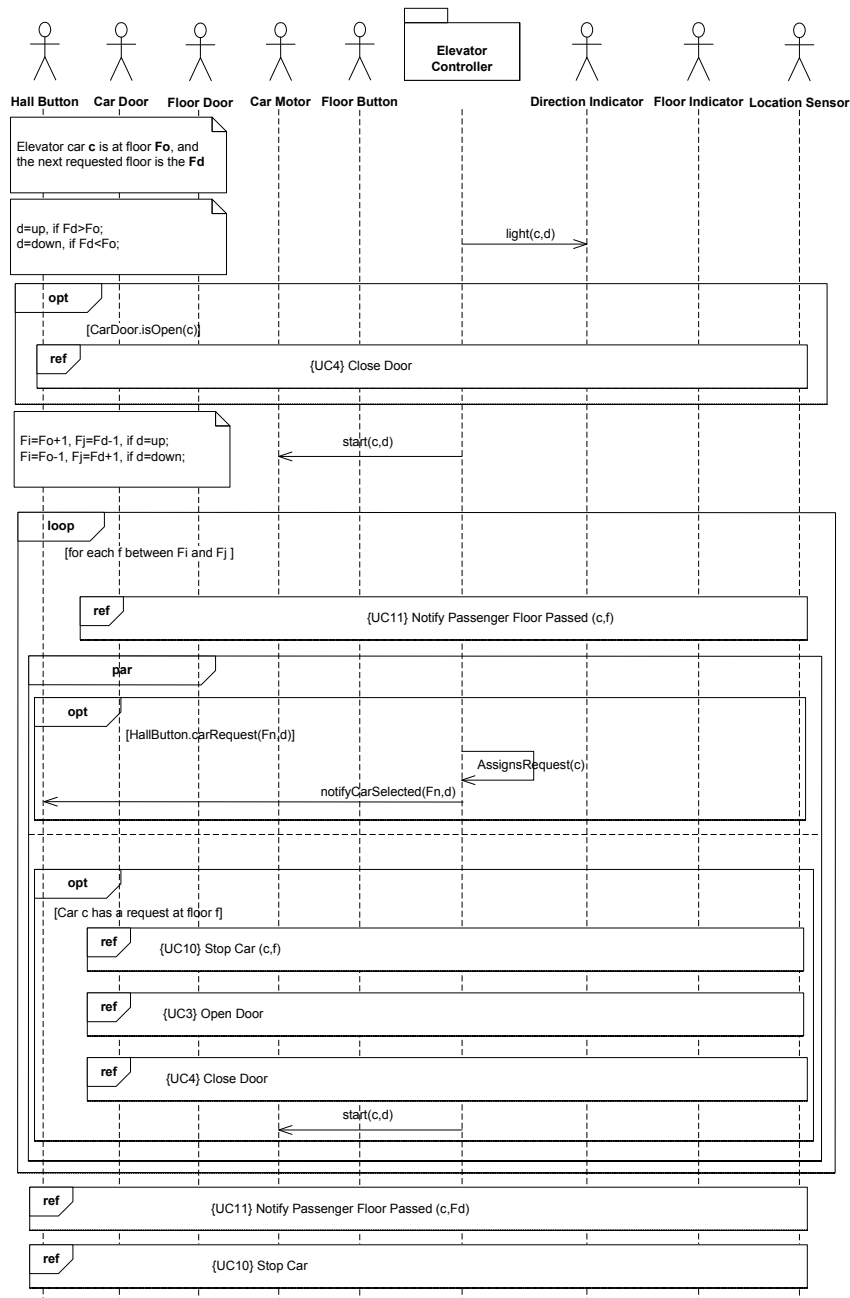 Elevator
Controller
Hall Button Car Door Floor Door Car Motor Floor Button Direction Indicator Floor Indicator Location Sensor
Elevator car c is at floor Fo, and
the next requested floor is the Fd
d=up, if Fd>Fo;
d=down, if Fd<Fo;
light(c,d)
opt
[CarDoor.isOpen(c)]
ref
{UC4} Close Door
Fi=Fo+1, Fj=Fd-1, if d=up;
Fi=Fo-1, Fj=Fd+1, if d=down;
start(c,d)
loop
[for each f between Fi and Fj ]
ref
{UC11} Notify Passenger Floor Passed (c,f)
par
opt
[HallButton.carRequest(Fn,d)]
AssignsRequest(c)
notifyCarSelected(Fn,d)
opt
[Car c has a request at floor f]
ref
{UC10} Stop Car (c,f)
ref
{UC3} Open Door
ref
{UC4} Close Door
start(c,d)
ref
{UC11} Notify Passenger Floor Passed (c,Fd)
ref
{UC10} Stop Car